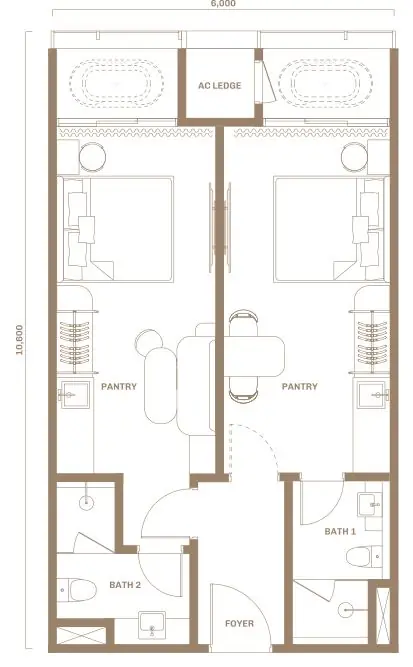 6,000
AC LEDGE
10,600
PANTRY
PANTRY
BATH 1
BATH 2
FOYER